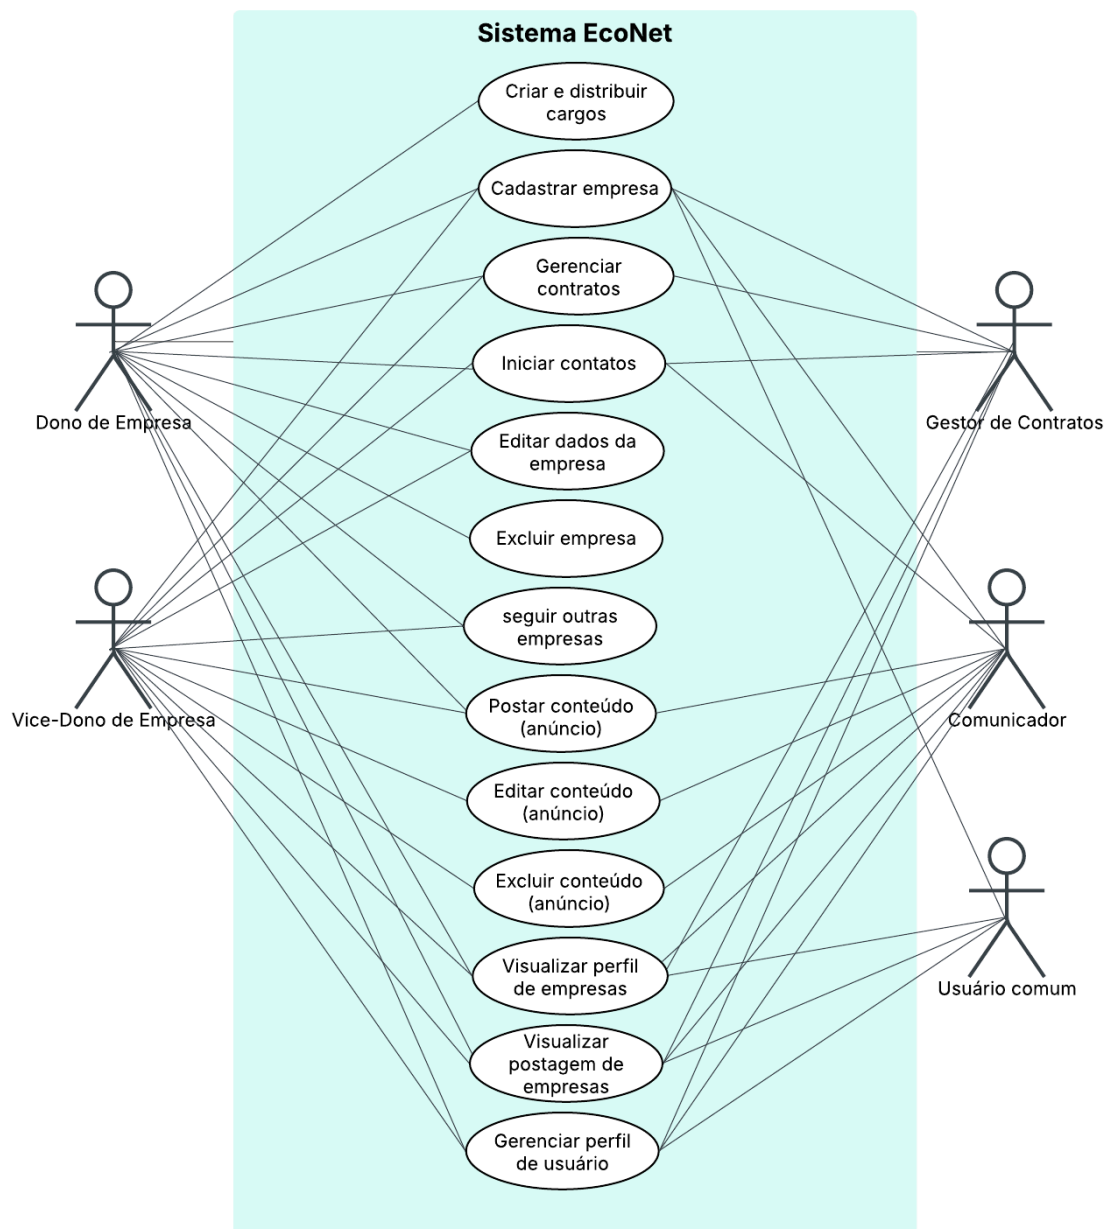 Sistema EcoNet
Criar e distribuir
cargos
Cadastrar empresa
Gerenciar
contratos
Iniciar contatos
Editar dados da
empresa
Excluir empresa
seguir outras
empresas
Postar conteúdo
(anúncio)
Editar conteúdo
(anúncio)
Excluir conteúdo
(anúncio)
Visualizar perfil
de empresas
Visualizar
postagem de
empresas
Gerenciar perfil
de usuário
Dono de Empresa
Vice-Dono de Empresa
Gestor de Contratos
Comunicador
Usuário comum